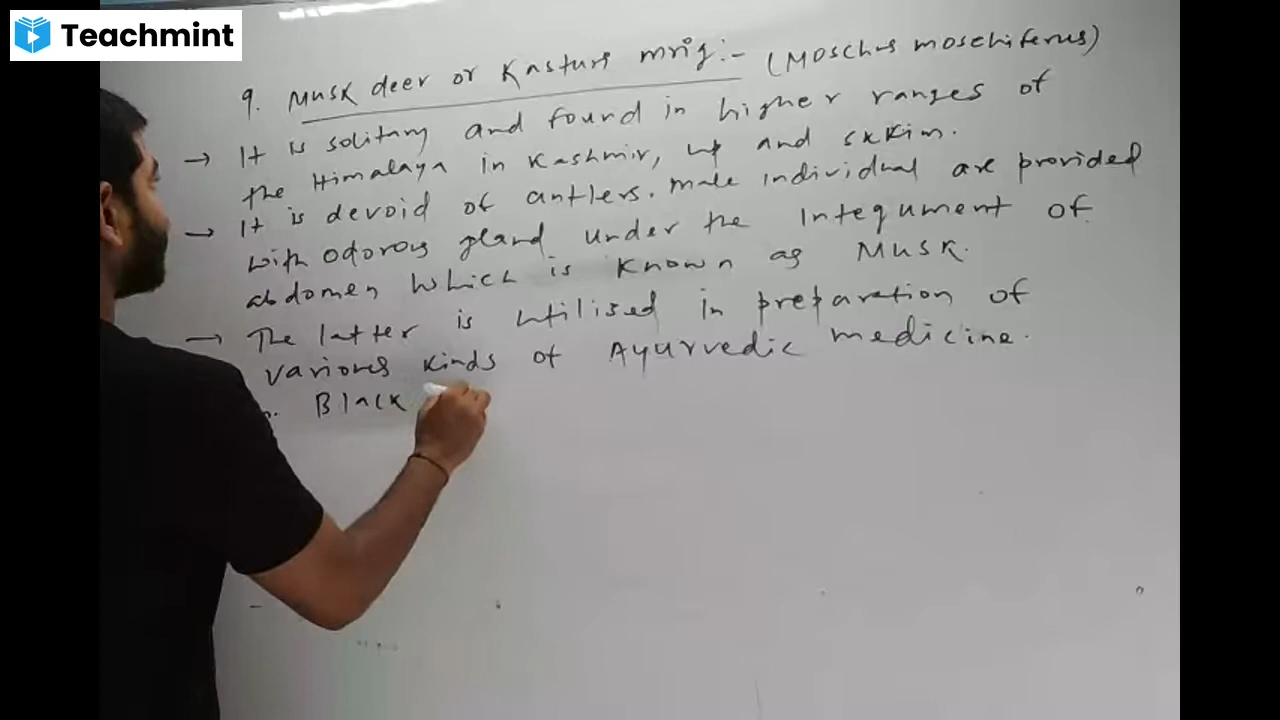 Teachmint
9. Musk deer or Kasturi mrig:- (Moschus moschiferus)
→ It is solitary and found in higher ranges of
the Himalaya in Kashmir, up and sikkim.
→ It is devoid of antlers. male individual are provided
with odorous gland under the Integument of
abdomen which is known as Musk.
→ The latter is utilised in preparation of
various kinds of Ayurvedic medicine.
Black